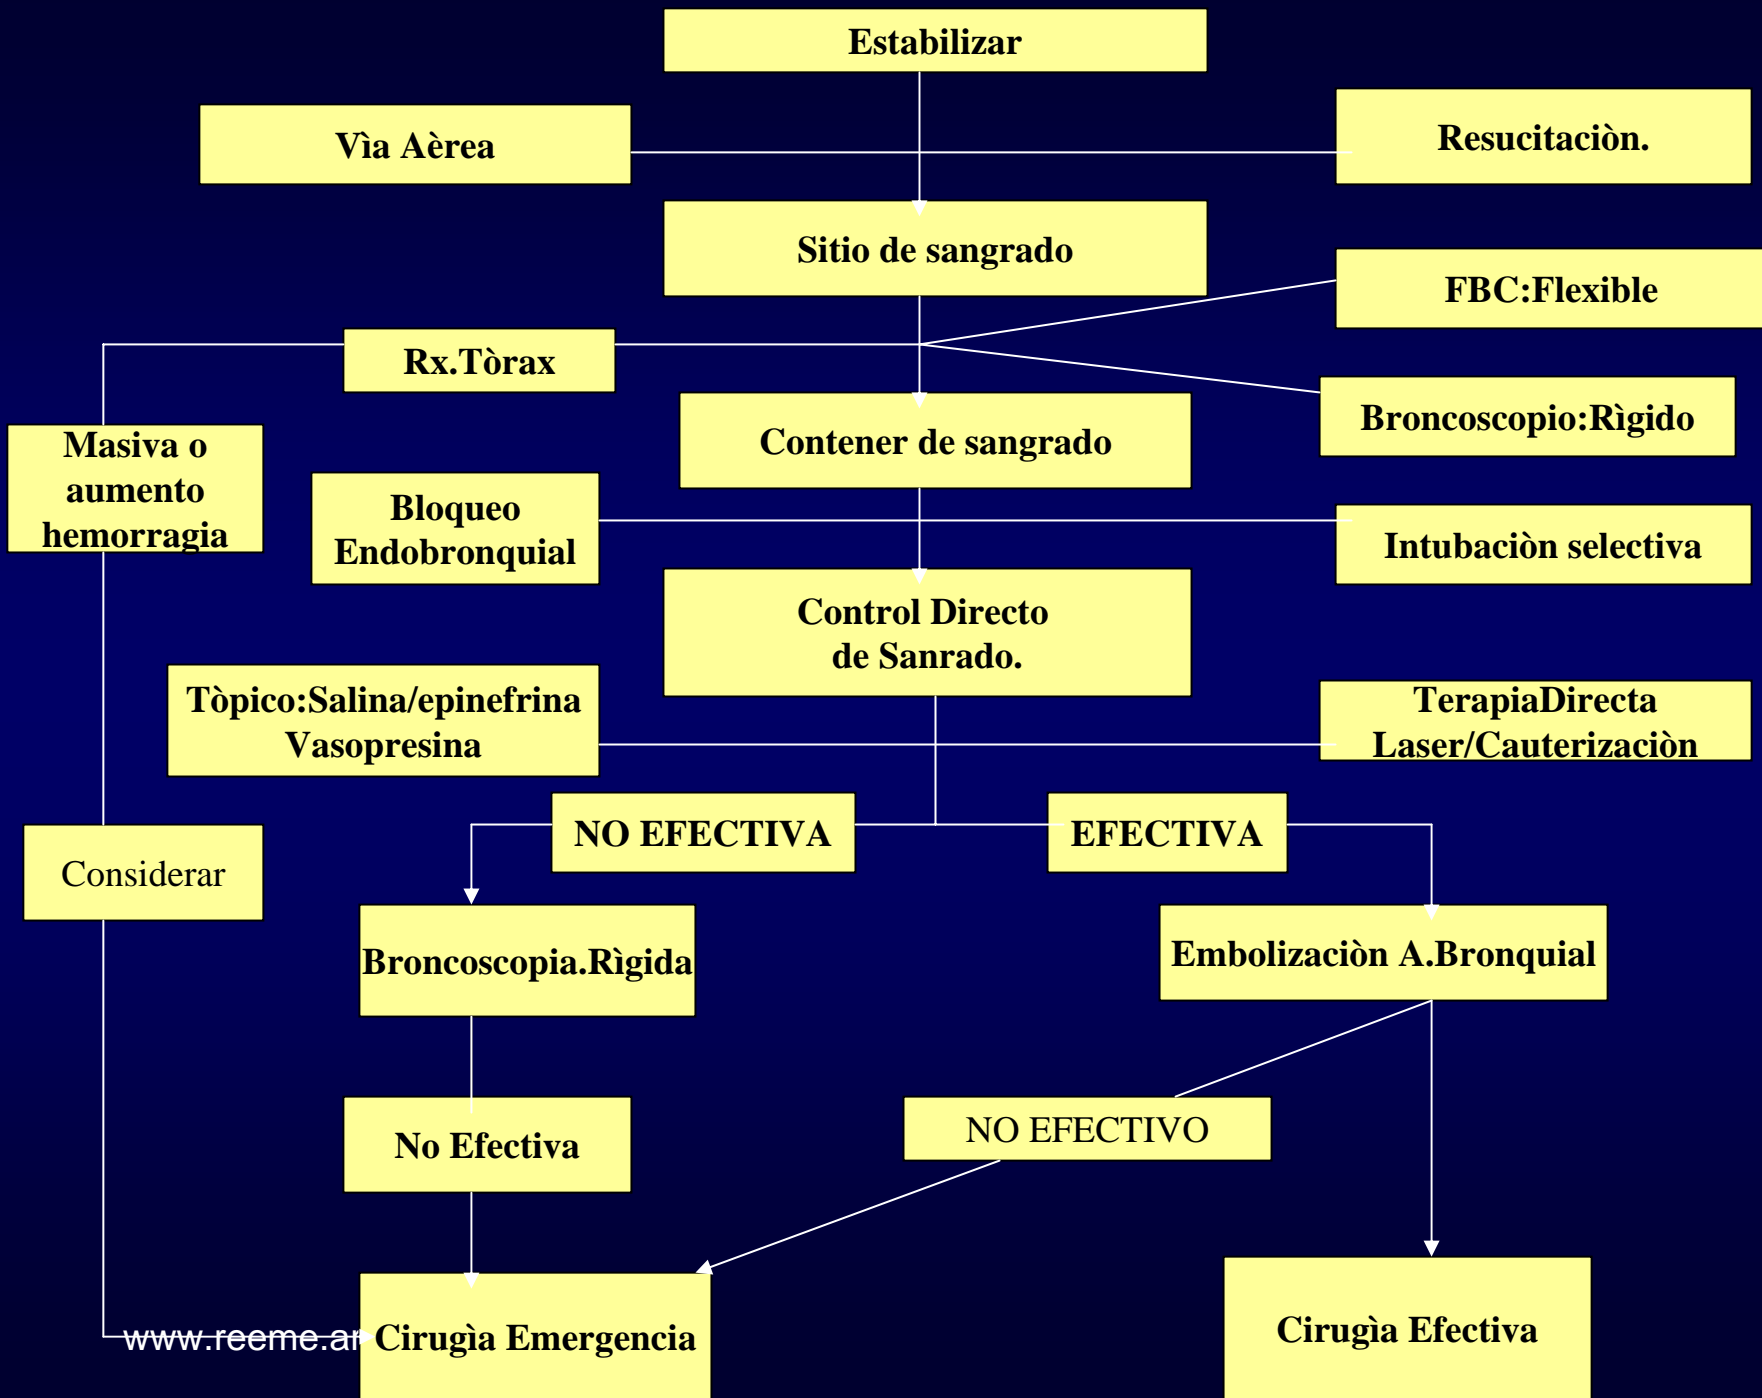 Estabilizar
Vìa Aèrea
Resucitaciòn.
Sitio de sangrado
FBC:Flexible
Rx.Tòrax
Broncoscopio:Rìgido
Contener de sangrado
Masiva o
aumento
hemorragia
Bloqueo
Endobronquial
Intubaciòn selectiva
Control Directo
de Sanrado.
Tòpico:Salina/epinefrina
Vasopresina
TerapiaDirecta
Laser/Cauterizaciòn
NO EFECTIVA
EFECTIVA
Considerar
Broncoscopia.Rìgida
Embolizaciòn A.Bronquial
No Efectiva
NO EFECTIVO
www.reeme.ar
Cirugìa Emergencia
Cirugìa Efectiva